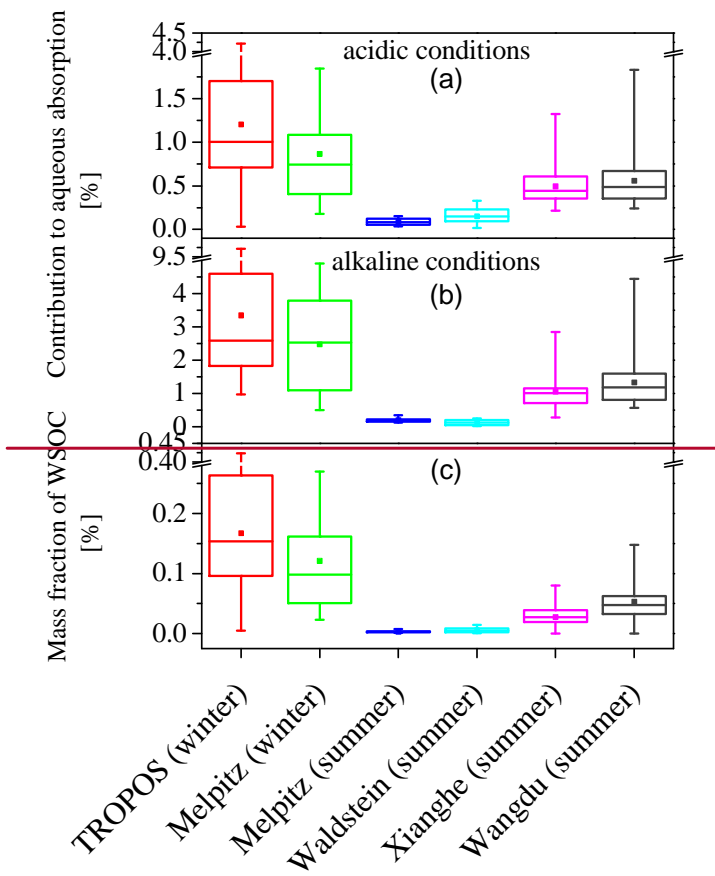 Contribution to aqueous absorption
[%]
Mass fraction of WSOC
[%]
4.5
4.0
1.5
1.0
0.5
0.0
acidic conditions
(a)
9.5
4
3
2
1
0
alkaline conditions
(b)
0.45
0.40
0.2
0.1
0.0
(c)
TROPOS (winter)
Melpitz (winter)
Melpitz (summer)
Waldstein (summer)
Xianghe (summer)
Wangdu (summer)